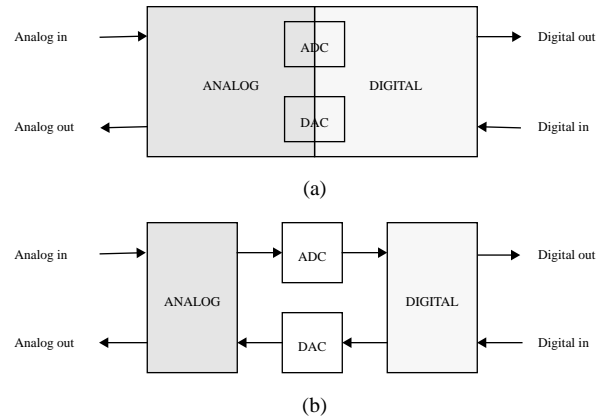 Analog in
ADC
Digital out
ANALOG
DIGITAL
Analog out
DAC
Digital in
(a)
Analog in
ADC
Digital out
ANALOG
DIGITAL
Analog out
DAC
Digital in
(b)